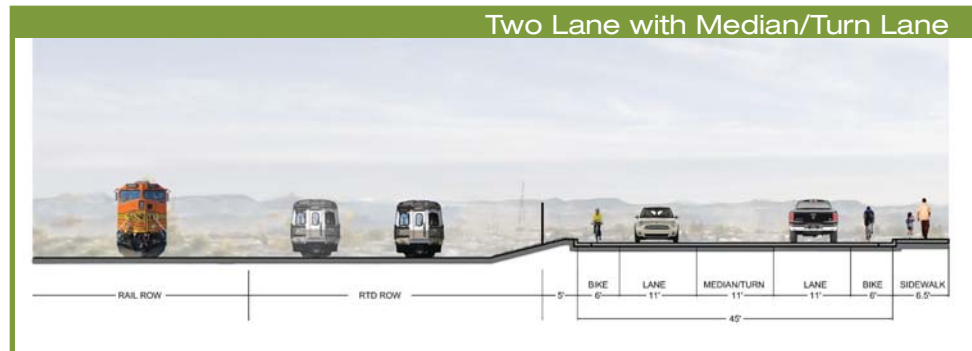 Two Lane with Median/Turn Lane
BIKE LANE MEDIAN/TURN LANE BIKE SIDEWALK
RAIL ROW RTD ROW 5' 6' 11' 11' 11' 6' 6.5'
45'